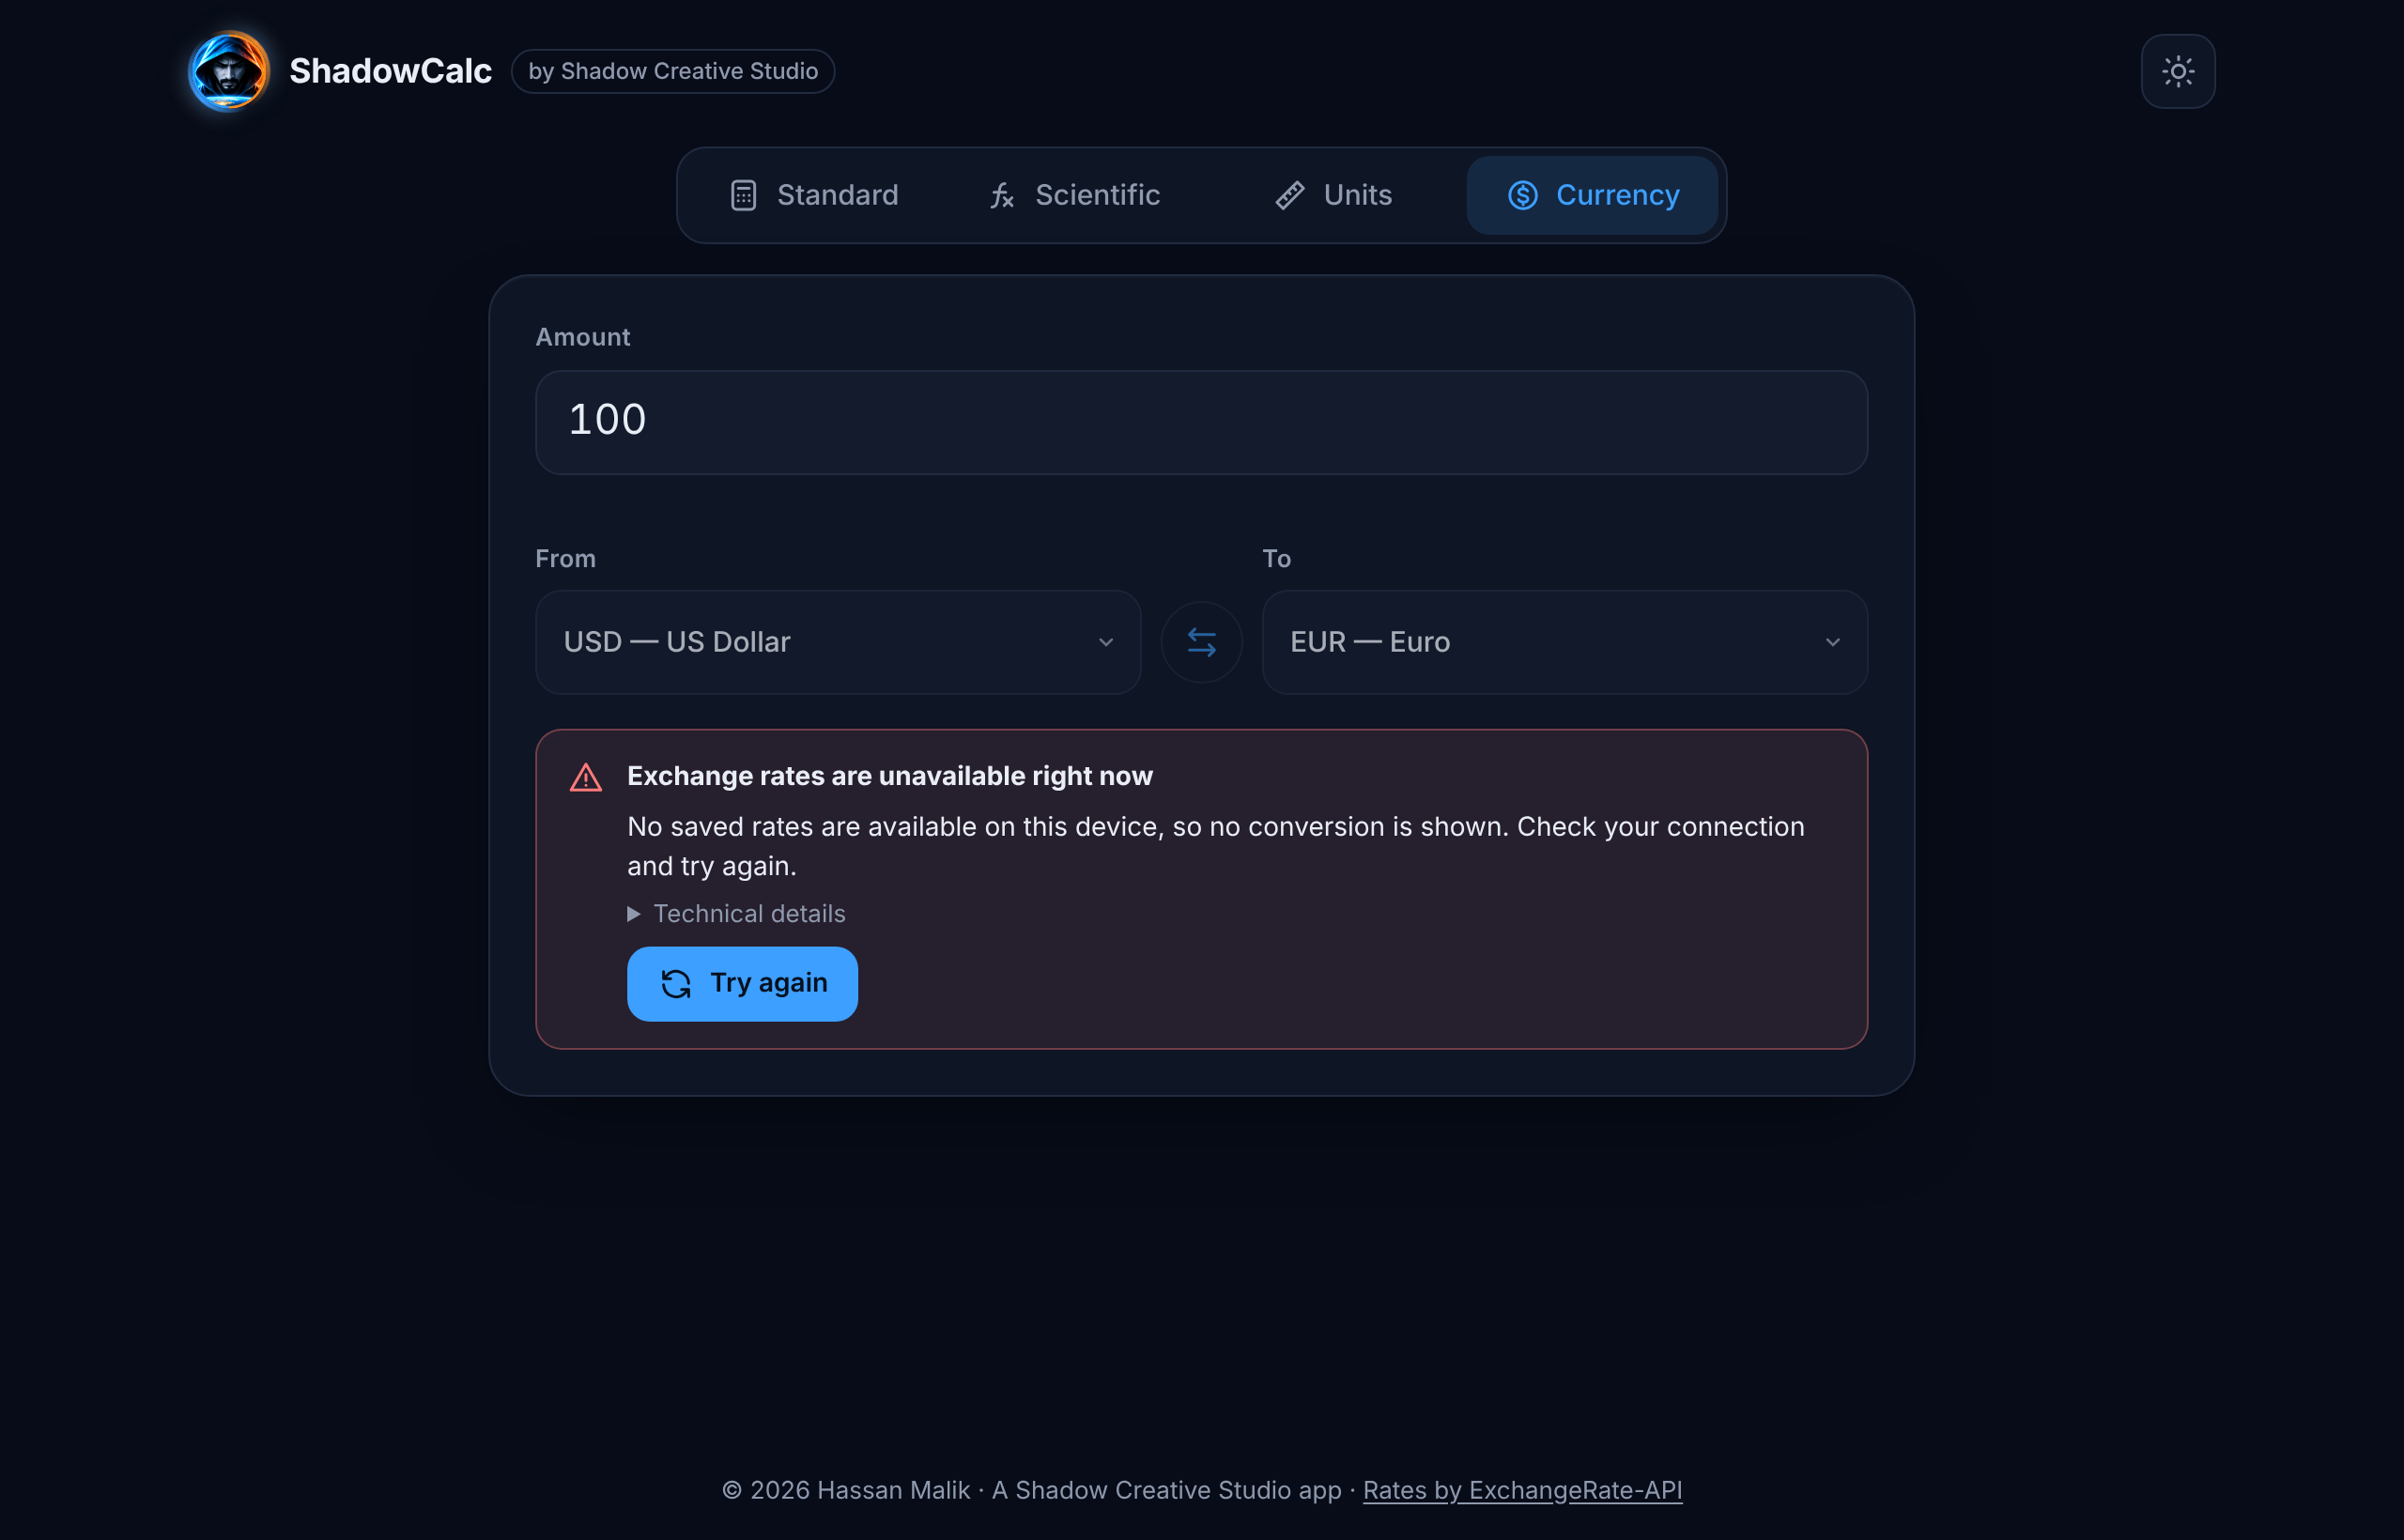 ShadowCalc
by Shadow Creative Studio
Standard
Scientific
Units
Currency
Amount
100
From
To
USD — US Dollar
EUR — Euro
Exchange rates are unavailable right now
No saved rates are available on this device, so no conversion is shown. Check your connection
and try again.
Technical details
Try again
© 2026 Hassan Malik · A Shadow Creative Studio app · Rates by ExchangeRate-API